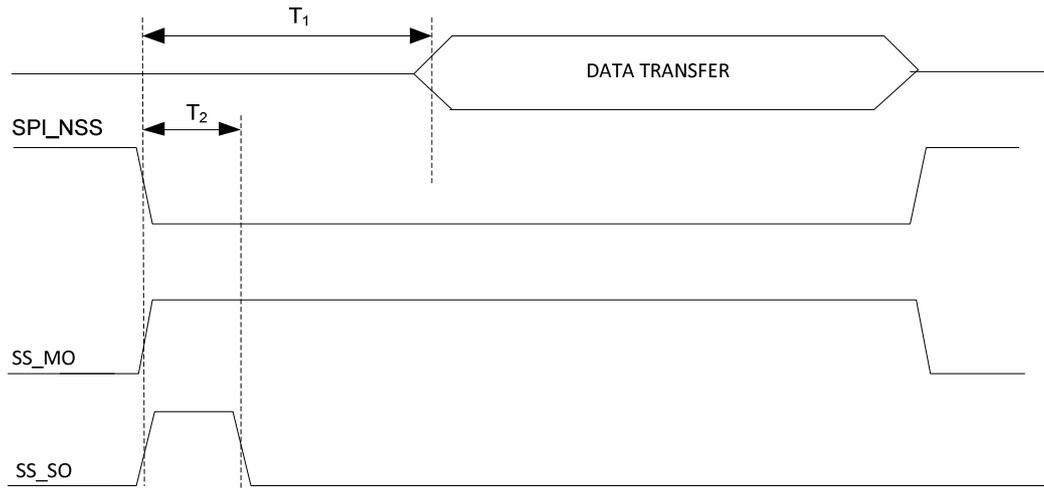 T₁
DATA TRANSFER
T₂
SPI_NSS
SS_MO
SS_SO